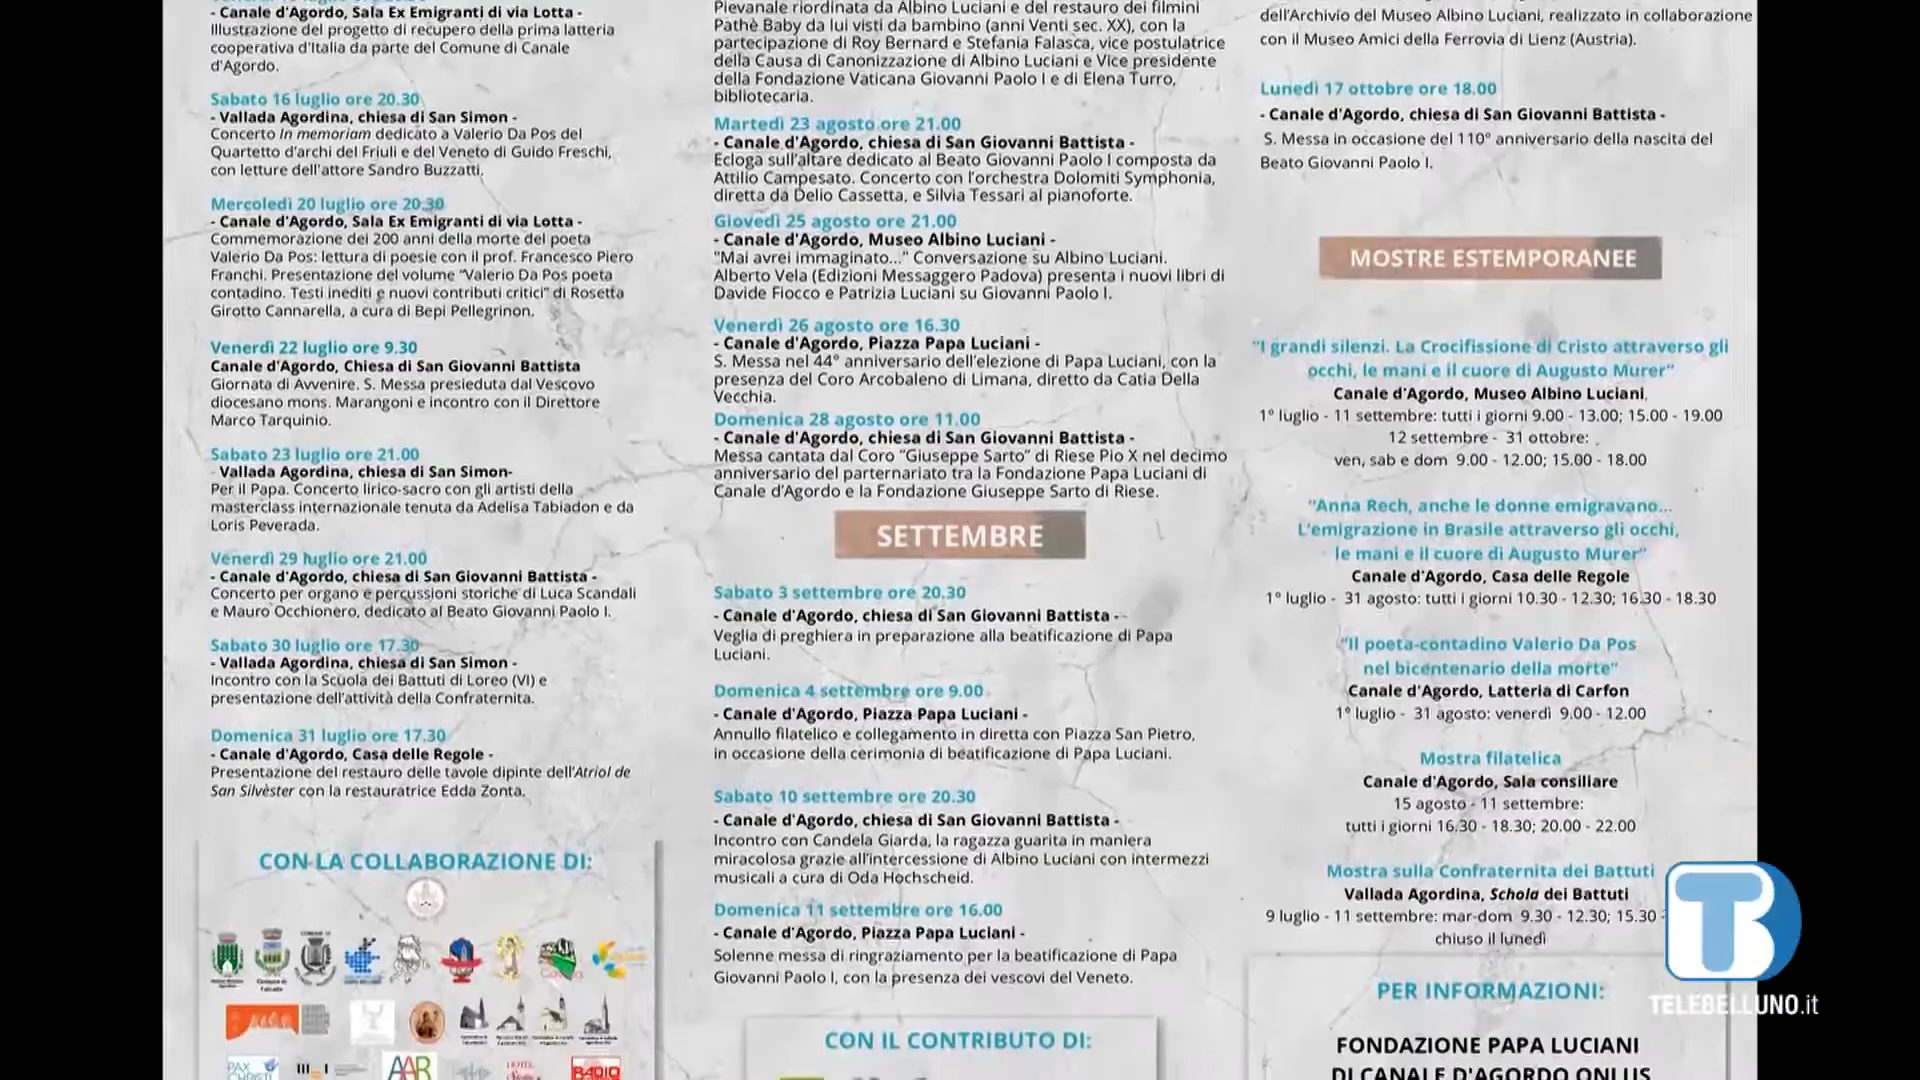 - Canale d'Agordo, Sala Ex Emigranti di via Lotta -
Illustrazione del progetto di recupero della prima latteria
cooperativa d'Italia da parte del Comune di Canale
d'Agordo.
Sabato 16 luglio ore 20.30
- Vallada Agordina, chiesa di San Simon -
Concerto In memoriam dedicato a Valerio Da Pos del
Quartetto d'archi del Friuli e del Veneto di Guido Freschi,
con letture dell'attore Sandro Buzzatti.
Mercoledì 20 luglio ore 20.30
- Canale d'Agordo, Sala Ex Emigranti di via Lotta -
Commemorazione dei 200 anni della morte del poeta
Valerio Da Pos: lettura di poesie con il prof. Francesco Piero
Franchi. Presentazione del volume "Valerio Da Pos poeta
contadino. Testi inediti e nuovi contributi critici" di Rosetta
Girotto Cannarella, a cura di Bepi Pellegrinon.
Venerdì 22 luglio ore 9.30
Canale d'Agordo, Chiesa di San Giovanni Battista
Giornata di Avvenire. S. Messa presieduta dal Vescovo
diocesano mons. Marangoni e incontro con il Direttore
Marco Tarquinio.
Sabato 23 luglio ore 21.00
- Vallada Agordina, chiesa di San Simon-
Per il Papa. Concerto lirico-sacro con gli artisti della
masterclass internazionale tenuta da Adelisa Tabiadon e da
Loris Peverada.
Venerdì 29 luglio ore 21.00
- Canale d'Agordo, chiesa di San Giovanni Battista -
Concerto per organo e percussioni storiche di Luca Scandali
e Mauro Occhionero, dedicato al Beato Giovanni Paolo I.
Sabato 30 luglio ore 17.30
- Vallada Agordina, chiesa di San Simon -
Incontro con la Scuola dei Battuti di Loreo (VI) e
presentazione dell'attività della Confraternita.
Domenica 31 luglio ore 17.30
- Canale d'Agordo, Casa delle Regole -
Presentazione del restauro delle tavole dipinte dell'Atriol de
San Silvèster con la restauratrice Edda Zonta.
CON LA COLLABORAZIONE DI:
PAX
CHRISTI
AAR
HOTEL
RADIO
Pievanale riordinata da Albino Luciani e del restauro dei filmini
Pathè Baby da lui visti da bambino (anni Venti sec. XX), con la
partecipazione di Roy Bernard e Stefania Falasca, vice postulatrice
della Causa di Canonizzazione di Albino Luciani e Vice presidente
della Fondazione Vaticana Giovanni Paolo I e di Elena Turro,
bibliotecaria.
Martedì 23 agosto ore 21.00
- Canale d'Agordo, chiesa di San Giovanni Battista -
Ecloga sull'altare dedicato al Beato Giovanni Paolo I composta da
Attilio Campesato. Concerto con l'orchestra Dolomiti Symphonia,
diretta da Delio Cassetta, e Silvia Tessari al pianoforte.
Giovedì 25 agosto ore 21.00
- Canale d'Agordo, Museo Albino Luciani -
"Mai avrei immaginato..." Conversazione su Albino Luciani.
Alberto Vela (Edizioni Messaggero Padova) presenta i nuovi libri di
Davide Fiocco e Patrizia Luciani su Giovanni Paolo I.
Venerdì 26 agosto ore 16.30
- Canale d'Agordo, Piazza Papa Luciani -
S. Messa nel 44° anniversario dell'elezione di Papa Luciani, con la
presenza del Coro Arcobaleno di Limana, diretto da Catia Della
Vecchia.
Domenica 28 agosto ore 11.00
- Canale d'Agordo, chiesa di San Giovanni Battista -
Messa cantata dal Coro "Giuseppe Sarto" di Riese Pio X nel decimo
anniversario del parternariato tra la Fondazione Papa Luciani di
Canale d'Agordo e la Fondazione Giuseppe Sarto di Riese.
SETTEMBRE
Sabato 3 settembre ore 20.30
- Canale d'Agordo, chiesa di San Giovanni Battista -
Veglia di preghiera in preparazione alla beatificazione di Papa
Luciani.
Domenica 4 settembre ore 9.00
- Canale d'Agordo, Piazza Papa Luciani -
Annullo filatelico e collegamento in diretta con Piazza San Pietro,
in occasione della cerimonia di beatificazione di Papa Luciani.
Sabato 10 settembre ore 20.30
- Canale d'Agordo, chiesa di San Giovanni Battista -
Incontro con Candela Giarda, la ragazza guarita in maniera
miracolosa grazie all'intercessione di Albino Luciani con intermezzi
musicali a cura di Oda Hochscheid.
Domenica 11 settembre ore 16.00
- Canale d'Agordo, Piazza Papa Luciani -
Solenne messa di ringraziamento per la beatificazione di Papa
Giovanni Paolo I, con la presenza dei vescovi del Veneto.
CON IL CONTRIBUTO DI:
dell'Archivio del Museo Albino Luciani, realizzato in collaborazione
con il Museo Amici della Ferrovia di Lienz (Austria).
Lunedì 17 ottobre ore 18.00
- Canale d'Agordo, chiesa di San Giovanni Battista -
S. Messa in occasione del 110° anniversario della nascita del
Beato Giovanni Paolo I.
MOSTRE ESTEMPORANEE
"I grandi silenzi. La Crocifissione di Cristo attraverso gli
occhi, le mani e il cuore di Augusto Murer"
Canale d'Agordo, Museo Albino Luciani,
1° luglio - 11 settembre: tutti i giorni 9.00 - 13.00; 15.00 - 19.00
12 settembre - 31 ottobre:
ven, sab e dom 9.00 - 12.00; 15.00 - 18.00
"Anna Rech, anche le donne emigravano...
L'emigrazione in Brasile attraverso gli occhi,
le mani e il cuore di Augusto Murer"
Canale d'Agordo, Casa delle Regole
1° luglio - 31 agosto: tutti i giorni 10.30 - 12.30; 16.30 - 18.30
"Il poeta-contadino Valerio Da Pos
nel bicentenario della morte"
Canale d'Agordo, Latteria di Carfon
1° luglio - 31 agosto: venerdì 9.00 - 12.00
Mostra filatelica
Canale d'Agordo, Sala consiliare
15 agosto - 11 settembre:
tutti i giorni 16.30 - 18.30; 20.00 - 22.00
Mostra sulla Confraternita dei Battuti
Vallada Agordina, Schola dei Battuti
9 luglio - 11 settembre: mar-dom 9.30 - 12.30; 15.30 -
chiuso il lunedì
PER INFORMAZIONI:
FONDAZIONE PAPA LUCIANI
DI CANALE D'AGORDO ONLUS
TB
TELEBELLUNO.it